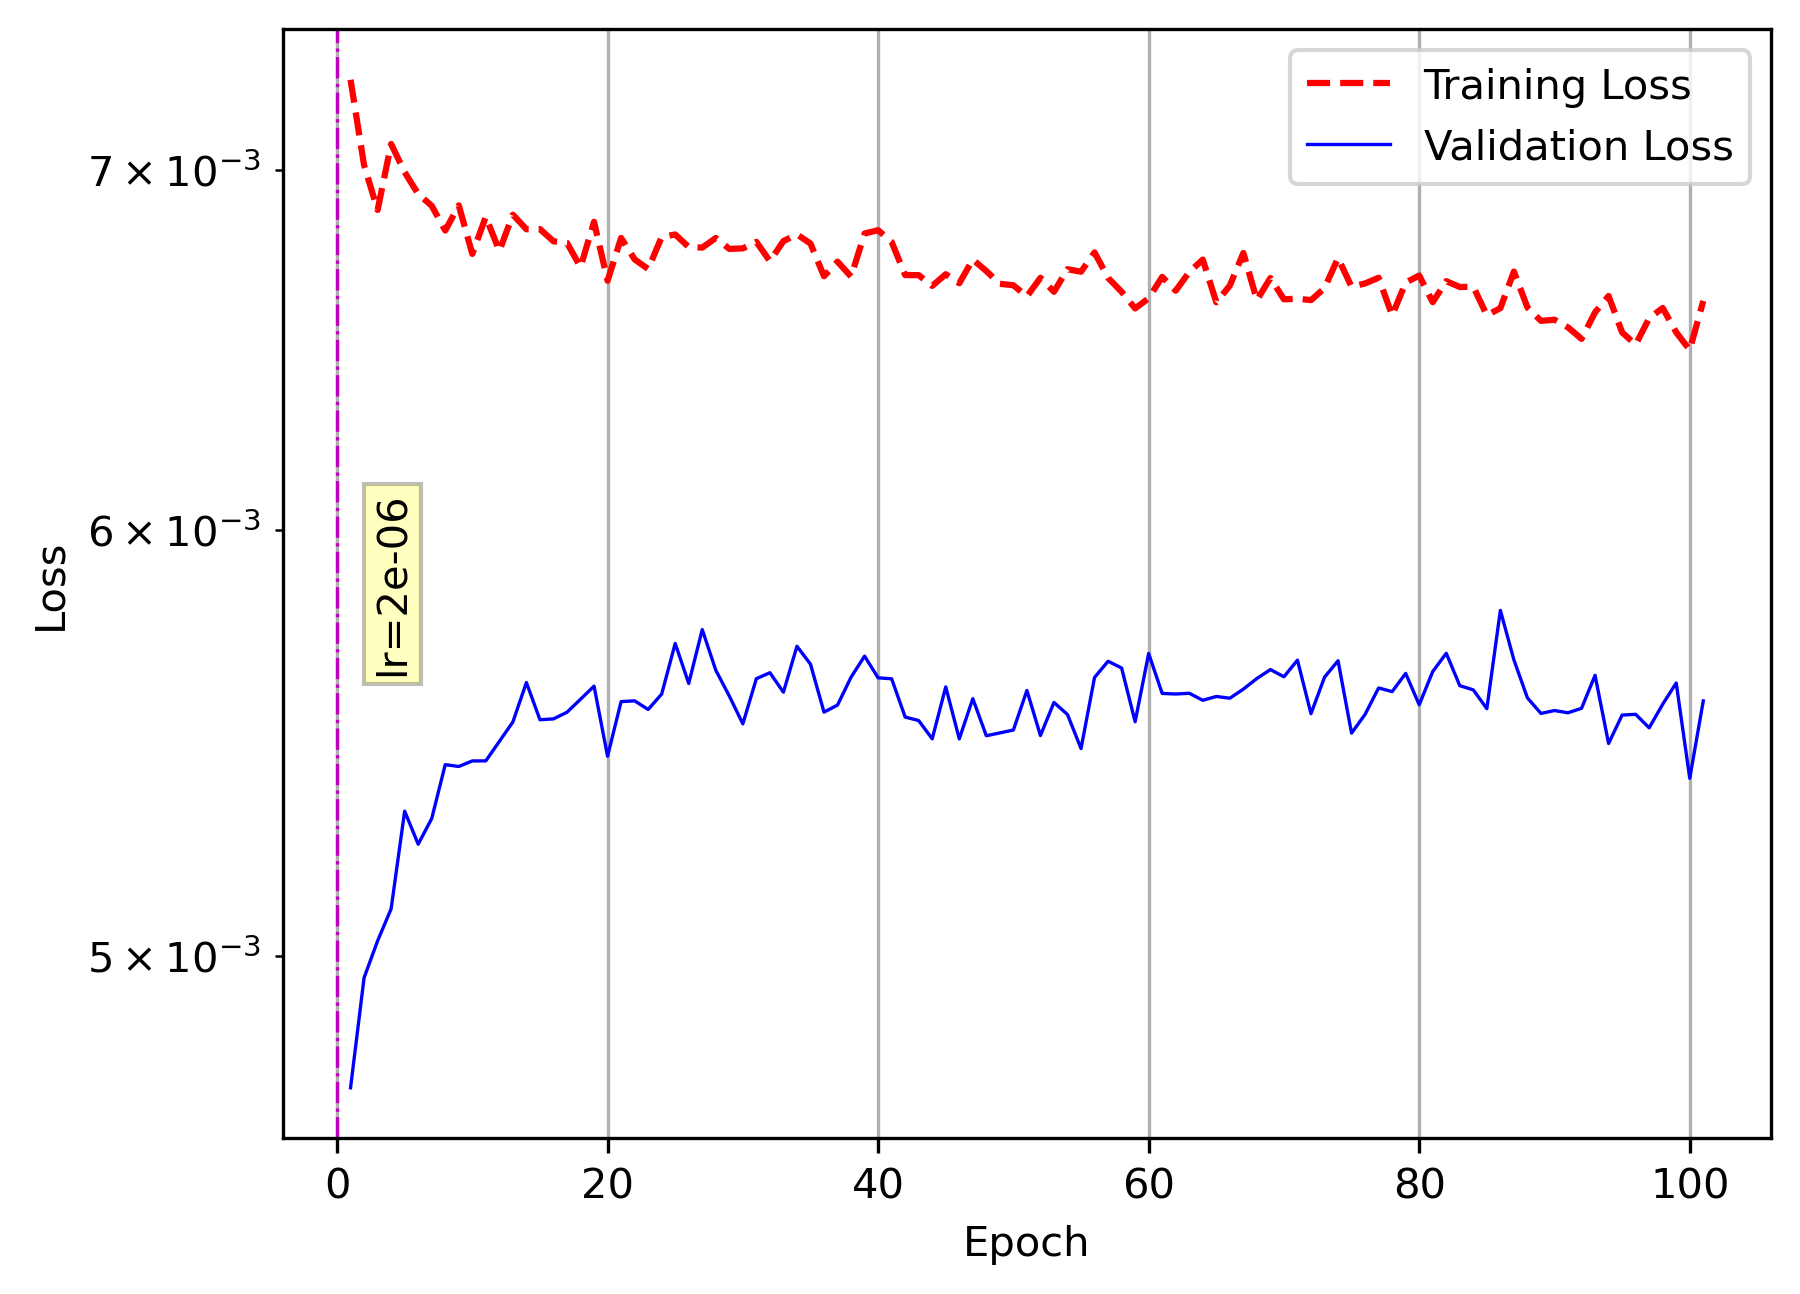 Training Loss
Validation Loss
7 × 10⁻³
6 × 10⁻³
5 × 10⁻³
Loss
lr=2e-06
0 20 40 60 80 100
Epoch